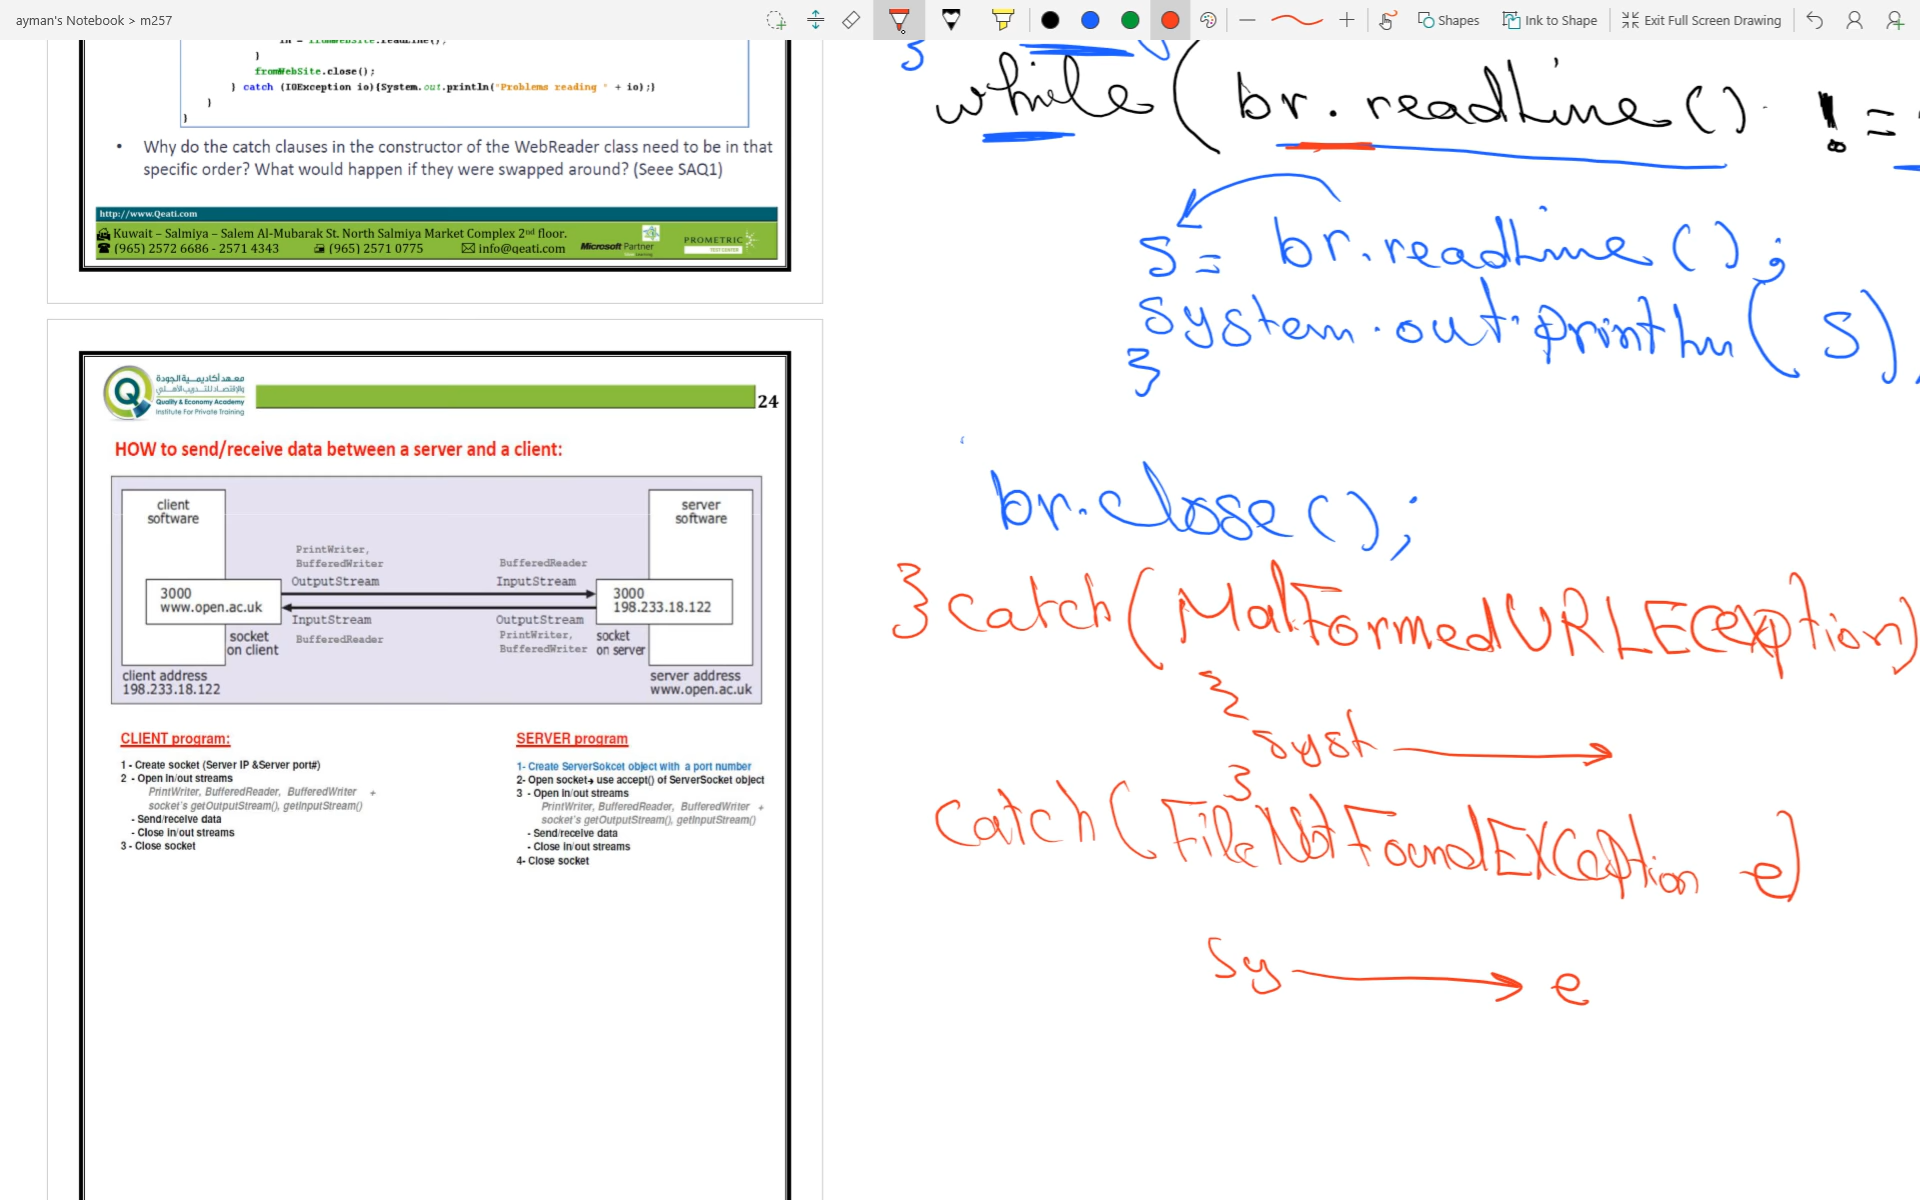 ayman's Notebook > m257
Shapes
Ink to Shape
Exit Full Screen Drawing
}
fromWebSite.close();
} catch (IOException io){System.out.println("Problems reading " + io);}
}
}
• Why do the catch clauses in the constructor of the WebReader class need to be in that
specific order? What would happen if they were swapped around? (Seee SAQ1)
http://www.Qeati.com
Kuwait – Salmiya – Salem Al-Mubarak St. North Salmiya Market Complex 2nd floor.
(965) 2572 6686 - 2571 4343 (965) 2571 0775 info@qeati.com
Microsoft Partner
PROMETRIC
TEST CENTER
معهد أكاديمية الجودة
والإقتصاد للتدريب الأهلي
Quality & Economy Academy
Institute For Private Training
24
HOW to send/receive data between a server and a client:
client
software
server
software
PrintWriter,
BufferedWriter
OutputStream
BufferedReader
InputStream
3000
www.open.ac.uk
3000
198.233.18.122
InputStream
BufferedReader
OutputStream
PrintWriter,
BufferedWriter
socket
on client
socket
on server
client address
198.233.18.122
server address
www.open.ac.uk
CLIENT program:
1 - Create socket (Server IP &Server port#)
2 - Open in/out streams
PrintWriter, BufferedReader, BufferedWriter +
socket's getOutputStream(), getInputStream()
- Send/receive data
- Close in/out streams
3 - Close socket
SERVER program
1- Create ServerSokcet object with a port number
2- Open socket→ use accept() of ServerSocket object
3 - Open in/out streams
PrintWriter, BufferedReader, BufferedWriter +
socket's getOutputStream(), getInputStream()
- Send/receive data
- Close in/out streams
4- Close socket
while ( br.readLine() !=
s = br.readLine();
System.out.println( s)
}
br.close();
} catch ( MalFormedURLEception)
}
syst
}
catch ( FileNotFoundEXCeption e)
Sy → e